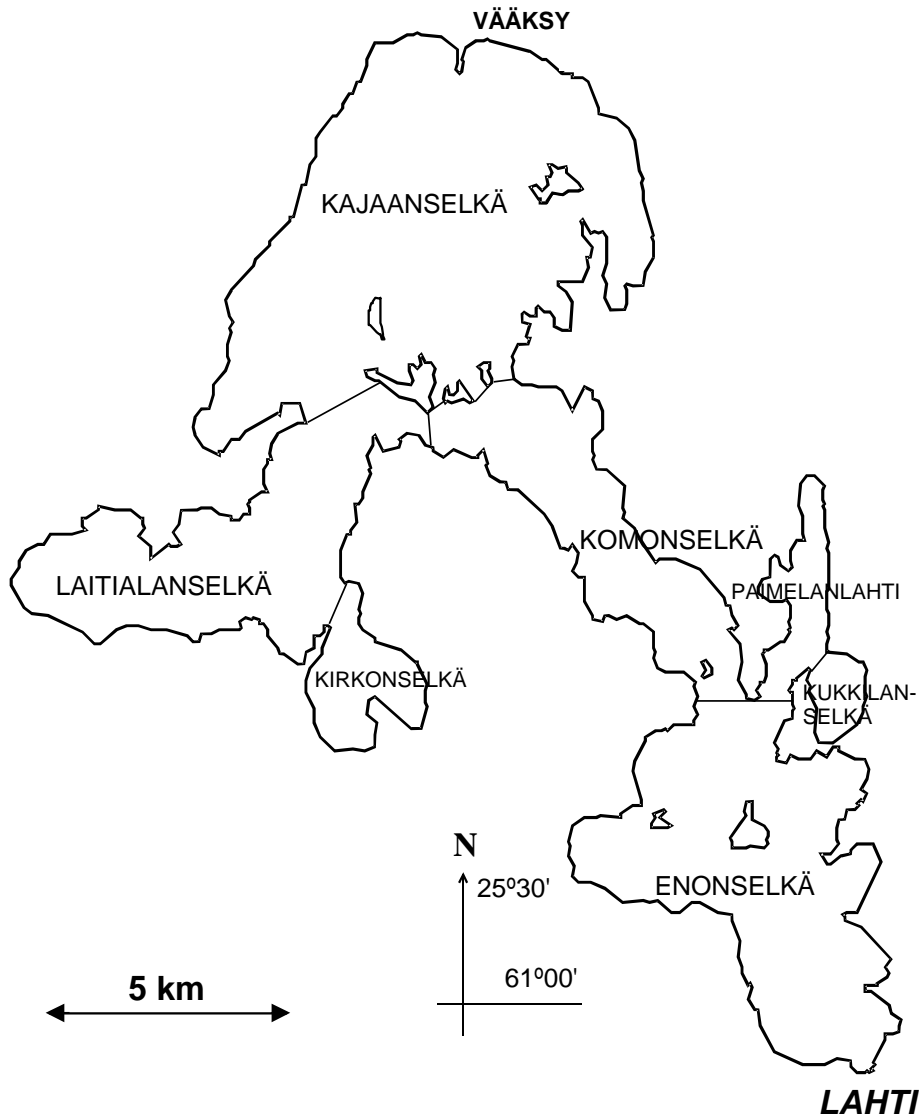 VÄÄKSY
KAJAANSELKÄ
KOMONSELKÄ
LAITIALANSELKÄ
PAIMELANLAHTI
KIRKONSELKÄ
KUKKILAN-
SELKÄ
N
25º30'
ENONSELKÄ
61º00'
5 km
LAHTI